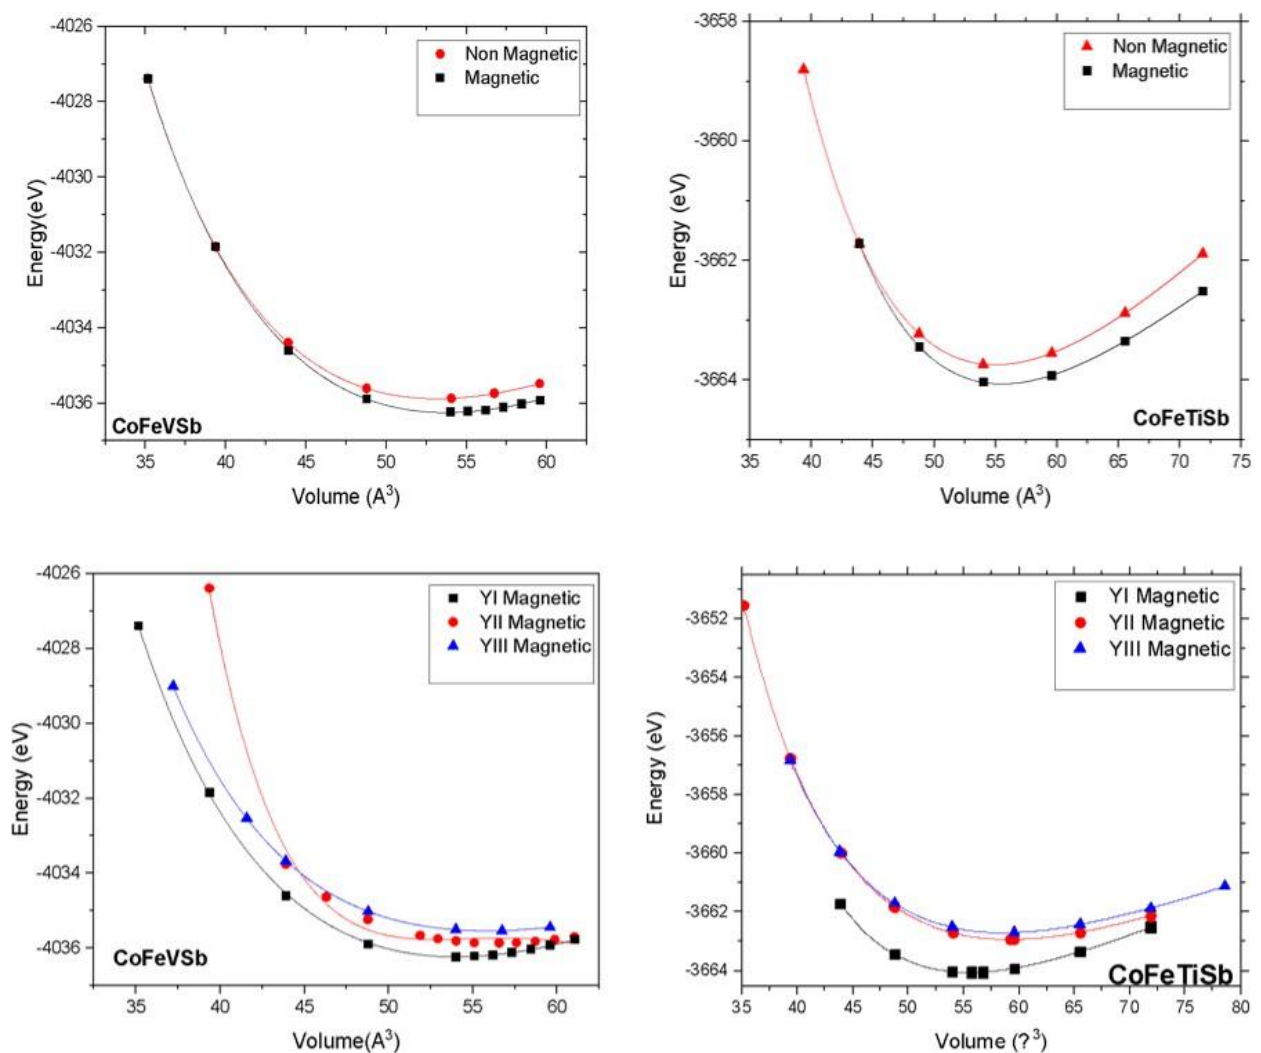 -4026
-4028
-4030
-4032
-4034
-4036
Energy(eV)
Non Magnetic
Magnetic
CoFeVSb
35 40 45 50 55 60
Volume (A³)
-3658
-3660
-3662
-3664
Energy (eV)
Non Magnetic
Magnetic
CoFeTiSb
35 40 45 50 55 60 65 70 75
Volume (A³)
-4026
-4028
-4030
-4032
-4034
-4036
Energy (eV)
YI Magnetic
YII Magnetic
YIII Magnetic
CoFeVSb
35 40 45 50 55 60
Volume(A³)
-3652
-3654
-3656
-3658
-3660
-3662
-3664
Energy (eV)
YI Magnetic
YII Magnetic
YIII Magnetic
CoFeTiSb
35 40 45 50 55 60 65 70 75 80
Volume (?³)